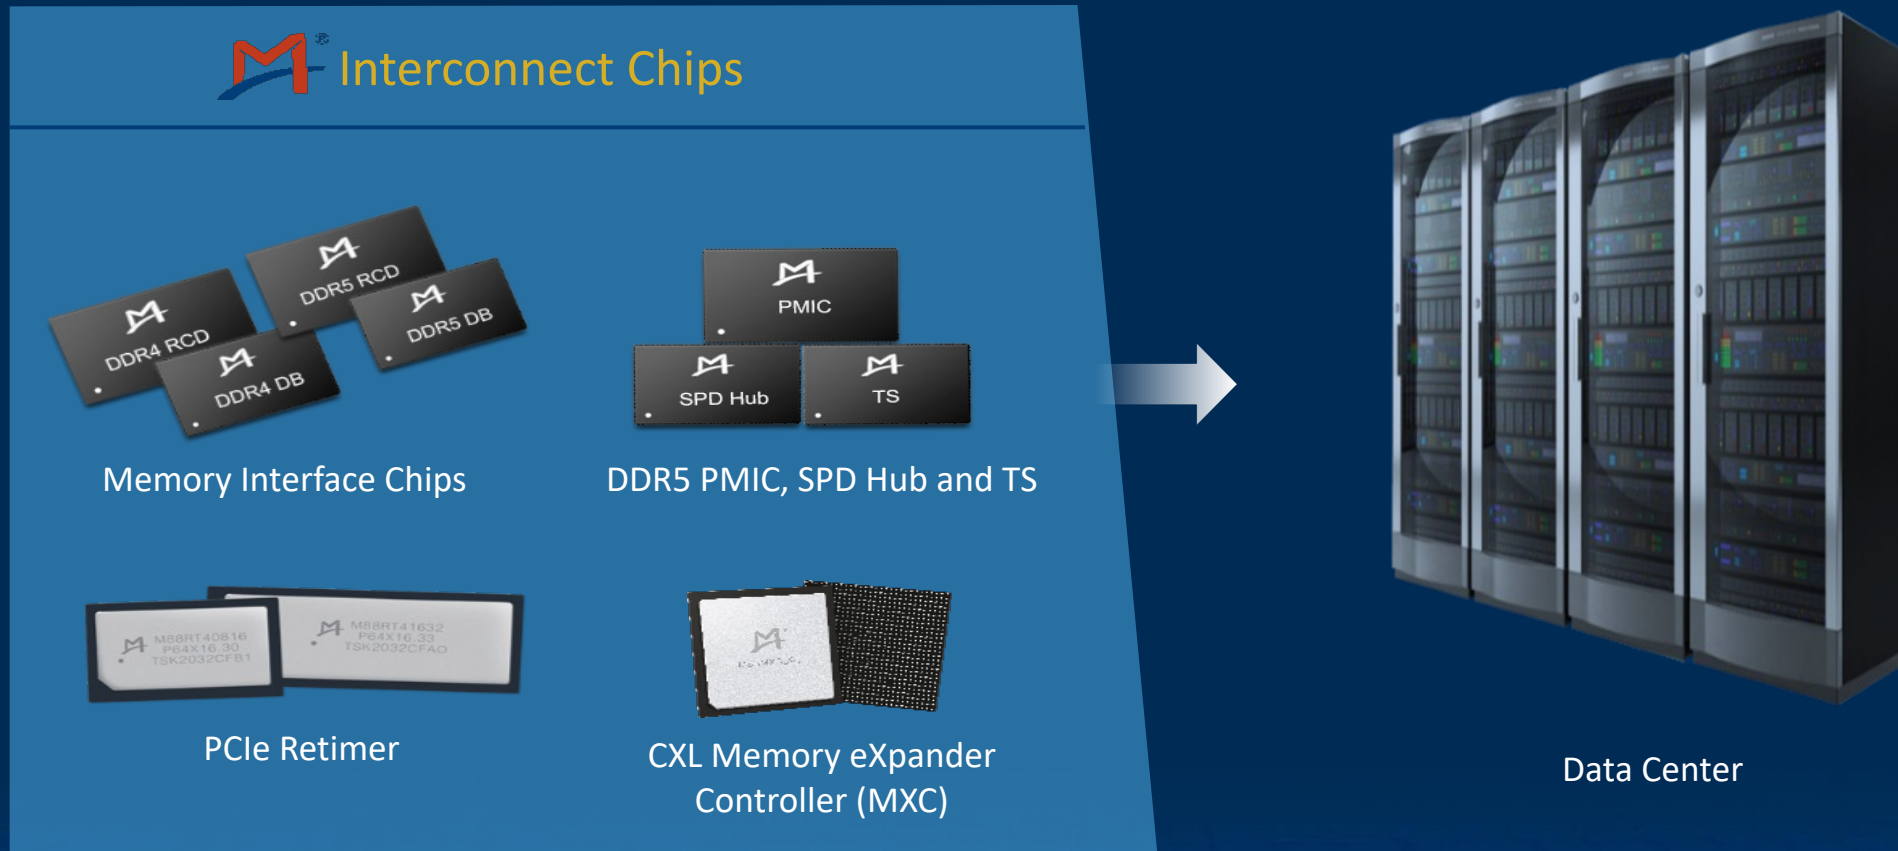 Interconnect Chips
DDR4 RCD
DDR5 RCD
DDR4 DB
DDR5 DB
Memory Interface Chips
PMIC
SPD Hub
TS
DDR5 PMIC, SPD Hub and TS
M88RT40816
P64X16.30
TSK2032CFB1
M88RT41632
P64X16.33
TSK2032CFAO
PCIe Retimer
CXL Memory eXpander
Controller (MXC)
Data Center